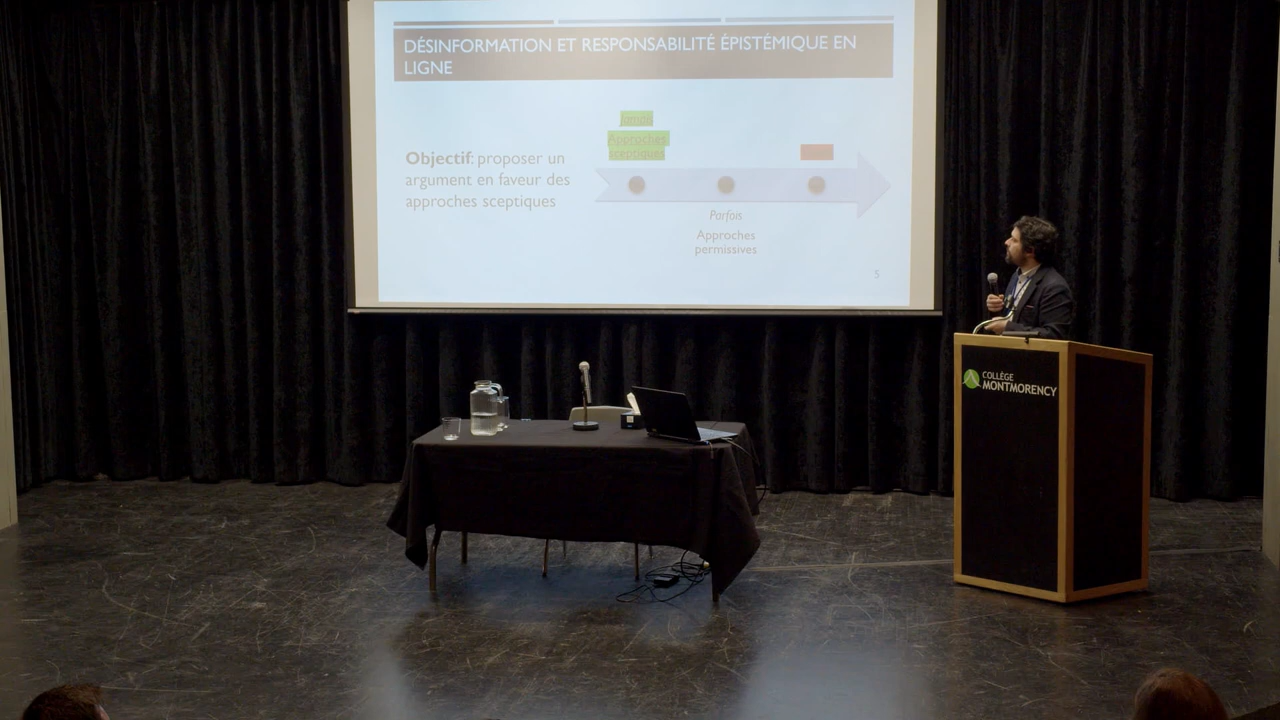 DÉSINFORMATION ET RESPONSABILITÉ ÉPISTÉMIQUE EN
LIGNE
Objectif: proposer un
argument en faveur des
approches sceptiques
Jamais
Approches
sceptiques
Parfois
Approches
permissives
5
COLLÈGE
MONTMORENCY